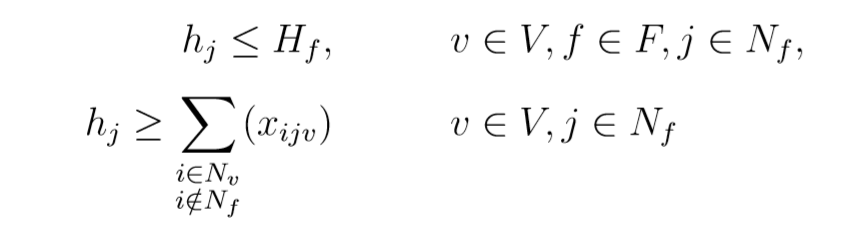 h_j ≤ H_f, v ∈ V, f ∈ F, j ∈ N_f,
h_j ≥ ∑_{i∈N_v, i∉N_f} (x_{ijv}) v ∈ V, j ∈ N_f